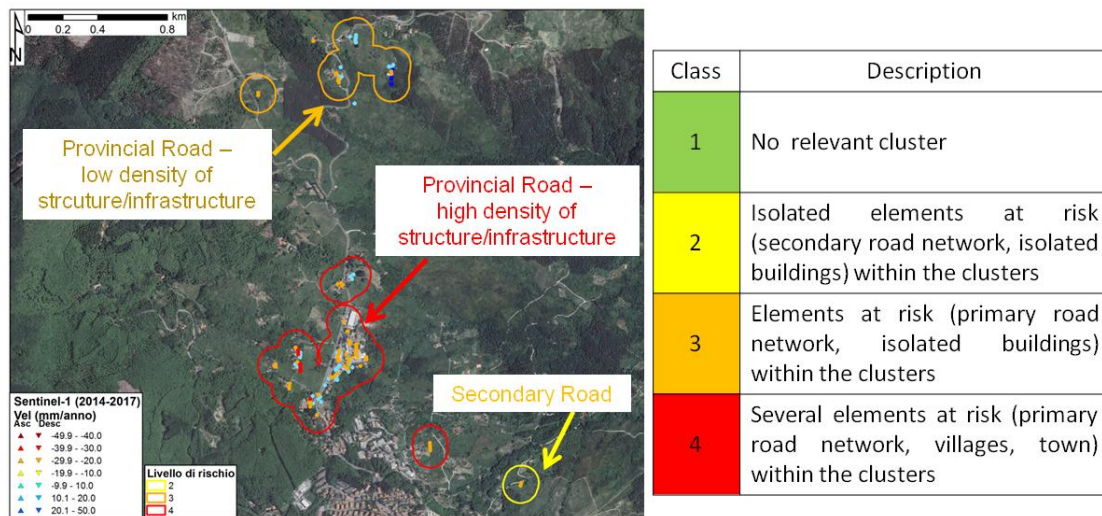 km
0 0.2 0.4 0.8
N
Provincial Road –
low density of
strcuture/infrastructure
Provincial Road –
high density of
structure/infrastructure
Secondary Road
Sentinel-1 (2014-2017)
Vel (mm/anno)
Asc Desc
-49.9 - -40.0
-39.9 - -30.0
-29.9 - -20.0
-19.9 - -10.0
-9.9 - 10.0
10.1 - 20.0
20.1 - 50.0
Livello di rischio
2
3
4
Class Description
1 No relevant cluster
2 Isolated elements at risk
(secondary road network, isolated
buildings) within the clusters
3 Elements at risk (primary road
network, isolated buildings)
within the clusters
4 Several elements at risk (primary
road network, villages, town)
within the clusters